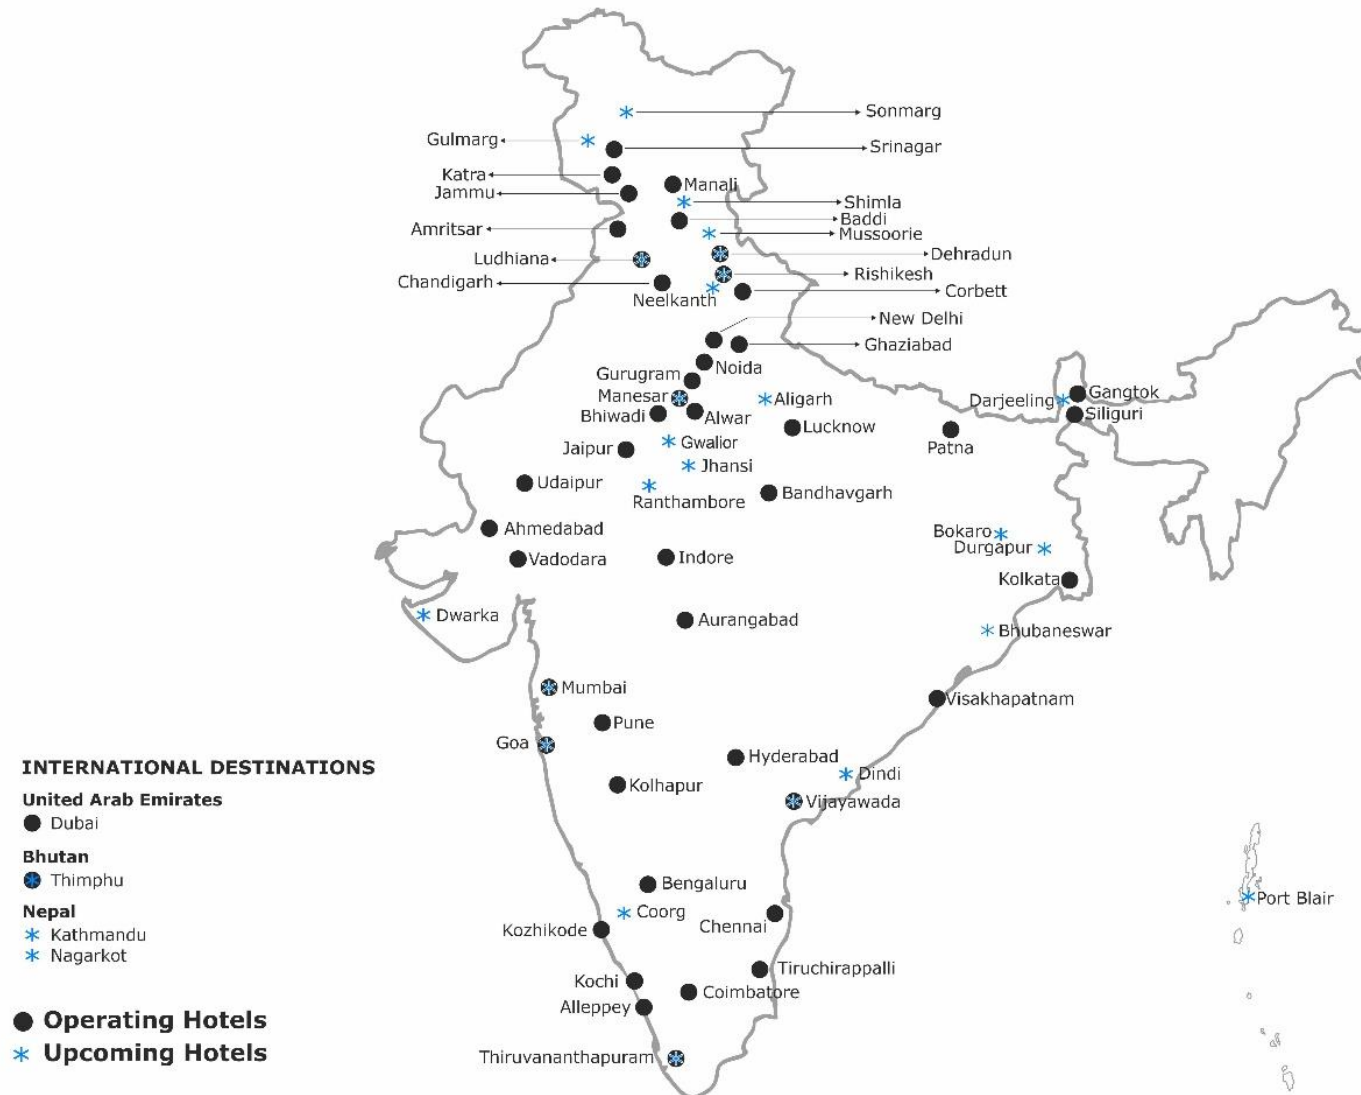 Sonmarg
Gulmarg
Srinagar
Katra
Manali
Jammu
Shimla
Baddi
Amritsar
Mussoorie
Ludhiana
Dehradun
Rishikesh
Chandigarh
Neelkanth
Corbett
New Delhi
Ghaziabad
Noida
Gurugram
Manesar
Aligarh
Darjeeling
Gangtok
Bhiwadi
Alwar
Siliguri
Lucknow
Patna
Jaipur
Gwalior
Jhansi
Udaipur
Ranthambore
Bandhavgarh
Ahmedabad
Bokaro
Durgapur
Vadodara
Indore
Kolkata
Dwarka
Aurangabad
Bhubaneswar
Mumbai
Visakhapatnam
Pune
Goa
Hyderabad
Dindi
Kolhapur
Vijayawada
INTERNATIONAL DESTINATIONS
United Arab Emirates
Dubai
Bhutan
Thimphu
Nepal
Kathmandu
Nagarkot
Operating Hotels
Upcoming Hotels
Bengaluru
Coorg
Chennai
Kozhikode
Port Blair
Tiruchirappalli
Kochi
Coimbatore
Alleppey
Thiruvananthapuram